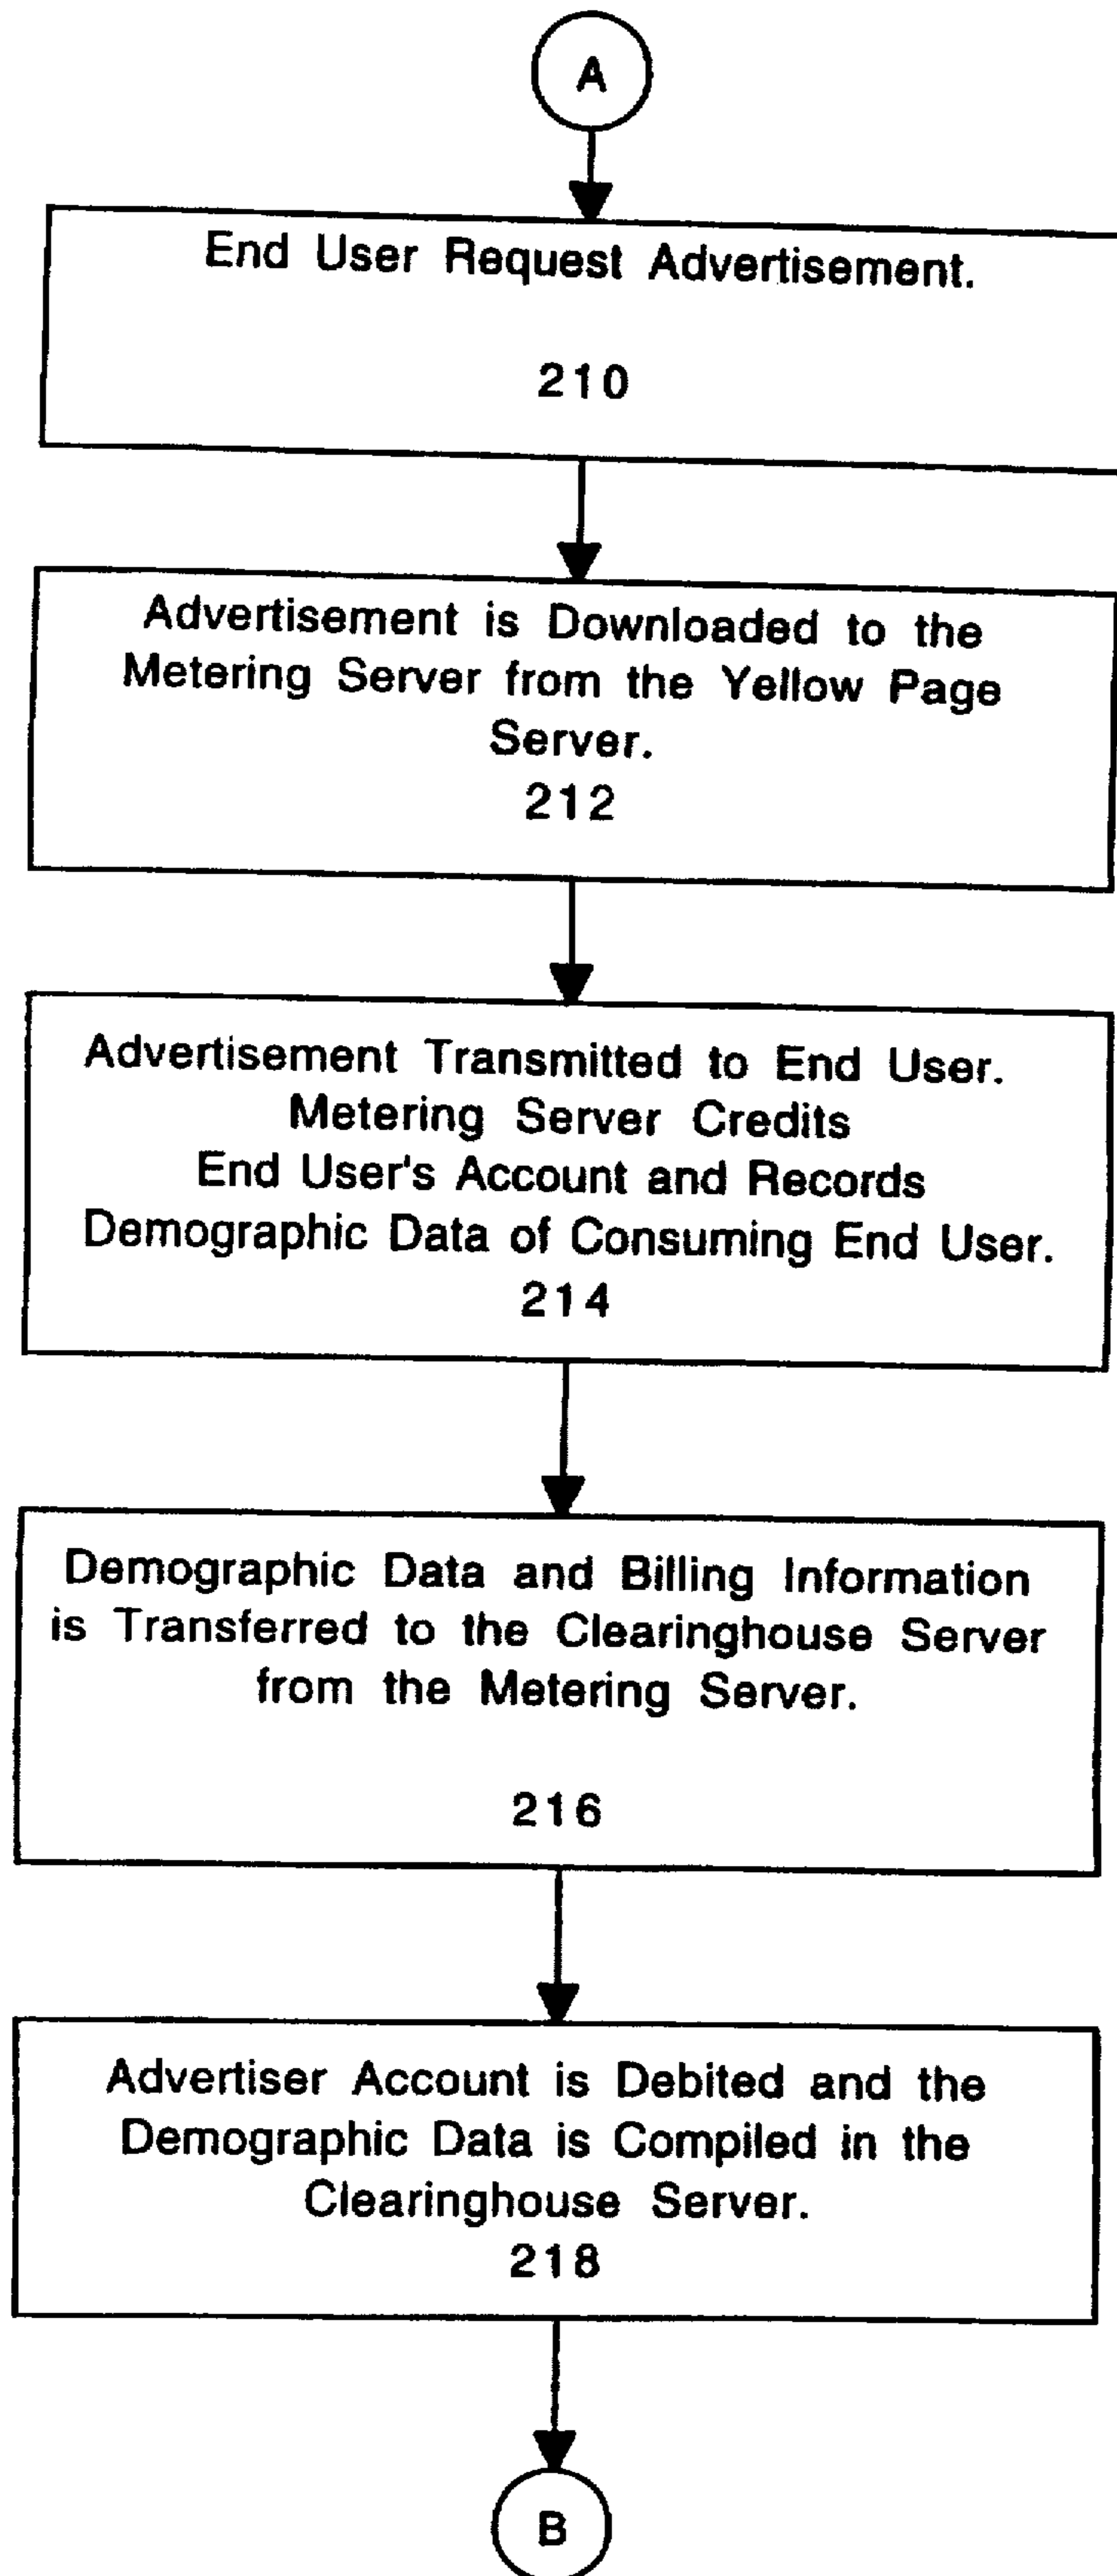 A
End User Request Advertisement.
210
Advertisement is Downloaded to the
Metering Server from the Yellow Page
Server.
212
Advertisement Transmitted to End User.
Metering Server Credits
End User's Account and Records
Demographic Data of Consuming End User.
214
Demographic Data and Billing Information
is Transferred to the Clearinghouse Server
from the Metering Server.
216
Advertiser Account is Debited and the
Demographic Data is Compiled in the
Clearinghouse Server.
218
B